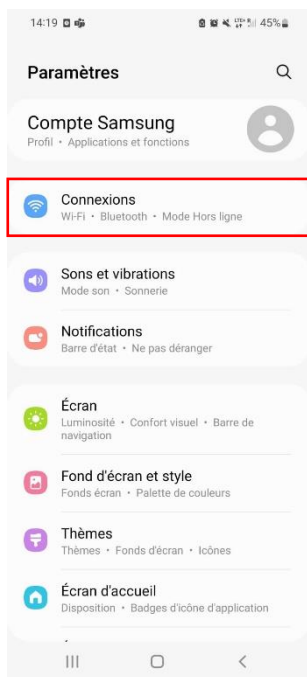 14:19 45%
Paramètres
Compte Samsung
Profil • Applications et fonctions
Connexions
Wi-Fi • Bluetooth • Mode Hors ligne
Sons et vibrations
Mode son • Sonnerie
Notifications
Barre d'état • Ne pas déranger
Écran
Luminosité • Confort visuel • Barre de
navigation
Fond d'écran et style
Fonds écran • Palette de couleurs
Thèmes
Thèmes • Fonds d'écran • Icônes
Écran d'accueil
Disposition • Badges d'icône d'application